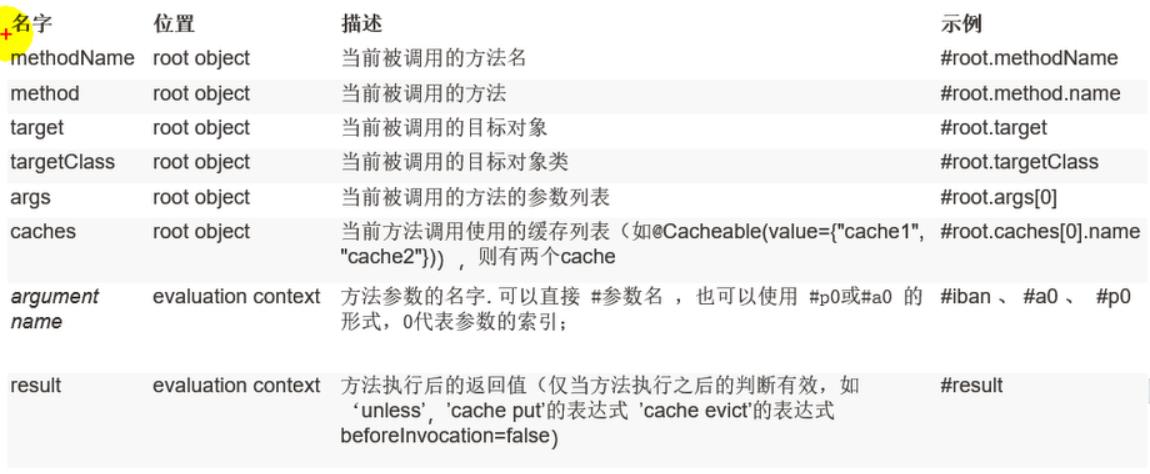 名字 位置 描述 示例
methodName root object 当前被调用的方法名 #root.methodName
method root object 当前被调用的方法 #root.method.name
target root object 当前被调用的目标对象 #root.target
targetClass root object 当前被调用的目标对象类 #root.targetClass
args root object 当前被调用的方法的参数列表 #root.args[0]
caches root object 当前方法调用使用的缓存列表（如@Cacheable(value={"cache1", #root.caches[0].name
"cache2"})），则有两个cache
argument evaluation context 方法参数的名字. 可以直接 #参数名 ，也可以使用 #p0或#a0 的 #iban 、 #a0 、 #p0
name 形式，0代表参数的索引；
result evaluation context 方法执行后的返回值（仅当方法执行之后的判断有效，如 #result
‘unless’，'cache put'的表达式 'cache evict'的表达式
beforeInvocation=false）